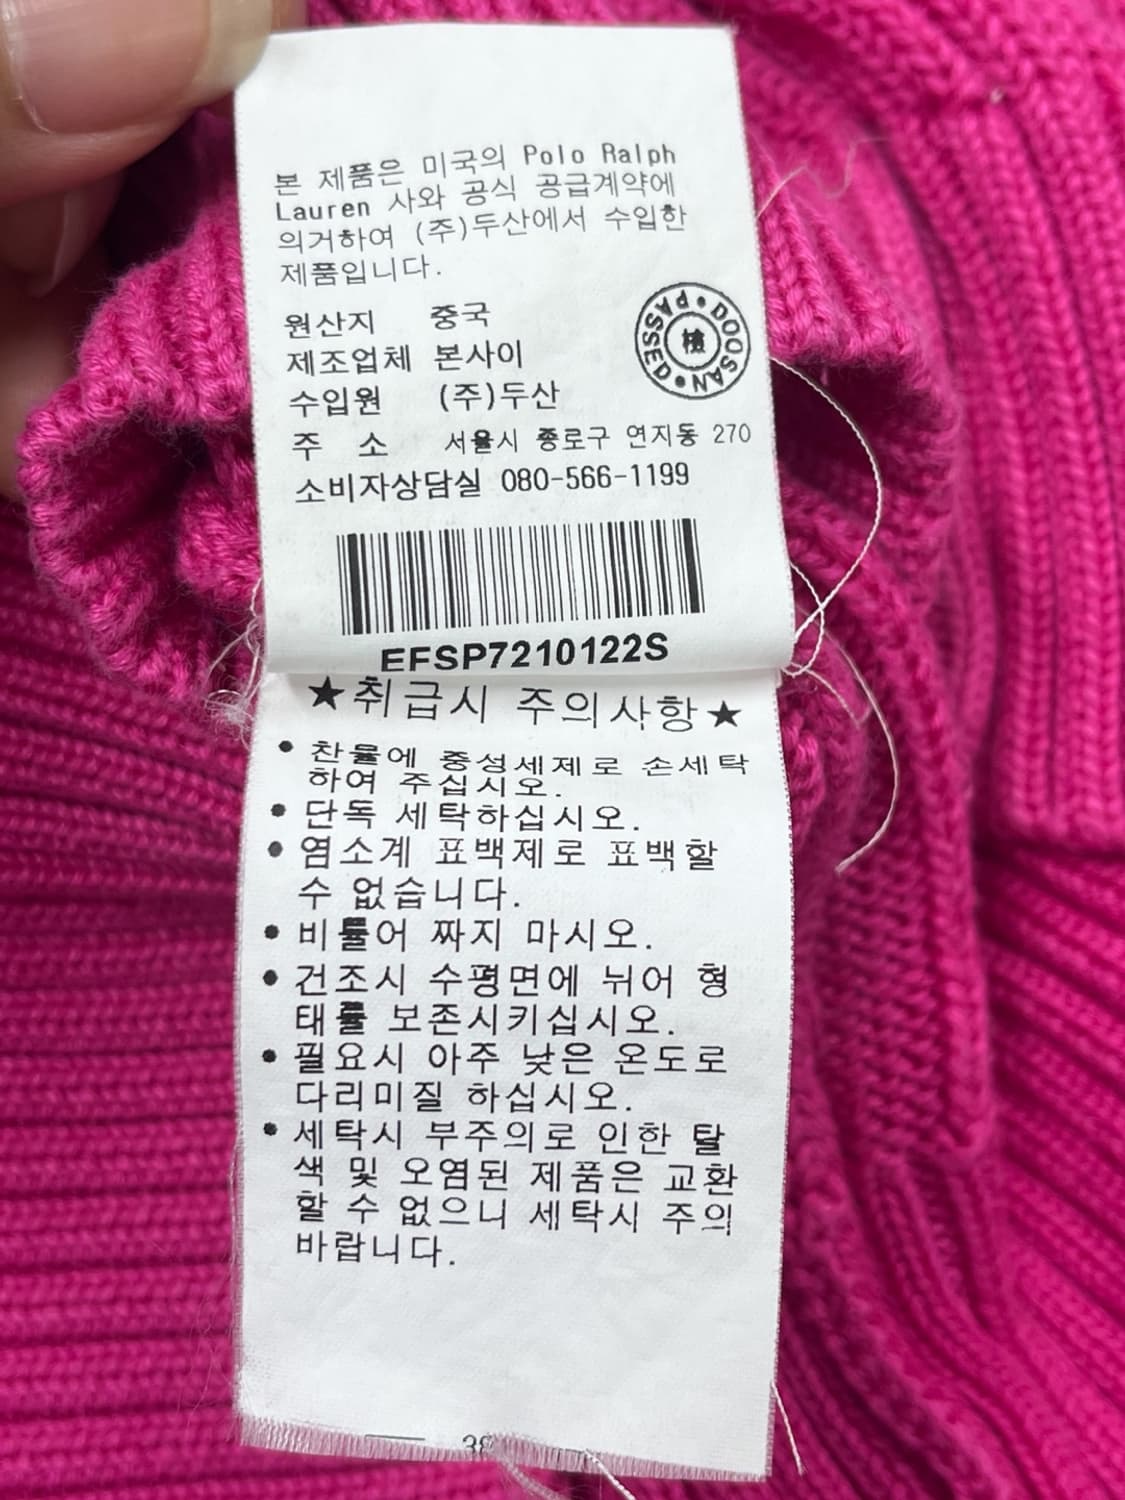 본 제품은 미국의 Polo Ralph
Lauren 사와 공식 공급계약에
의거하여 (주)두산에서 수입한
제품입니다.
원산지 중국
제조업체 본사이
수입원 (주)두산
주 소 서울시 종로구 연지동 270
소비자상담실 080-566-1199
PASSED • DOOSAN •
檢
EFSP7210122S
★취급시 주의사항★
• 찬물에 중성세제로 손세탁
하여 주십시오.
• 단독 세탁하십시오.
• 염소계 표백제로 표백할
수 없습니다.
• 비틀어 짜지 마시오.
• 건조시 수평면에 뉘어 형
태를 보존시키십시오.
• 필요시 아주 낮은 온도로
다리미질 하십시오.
• 세탁시 부주의로 인한 탈
색 및 오염된 제품은 교환
할 수 없으니 세탁시 주의
바랍니다.